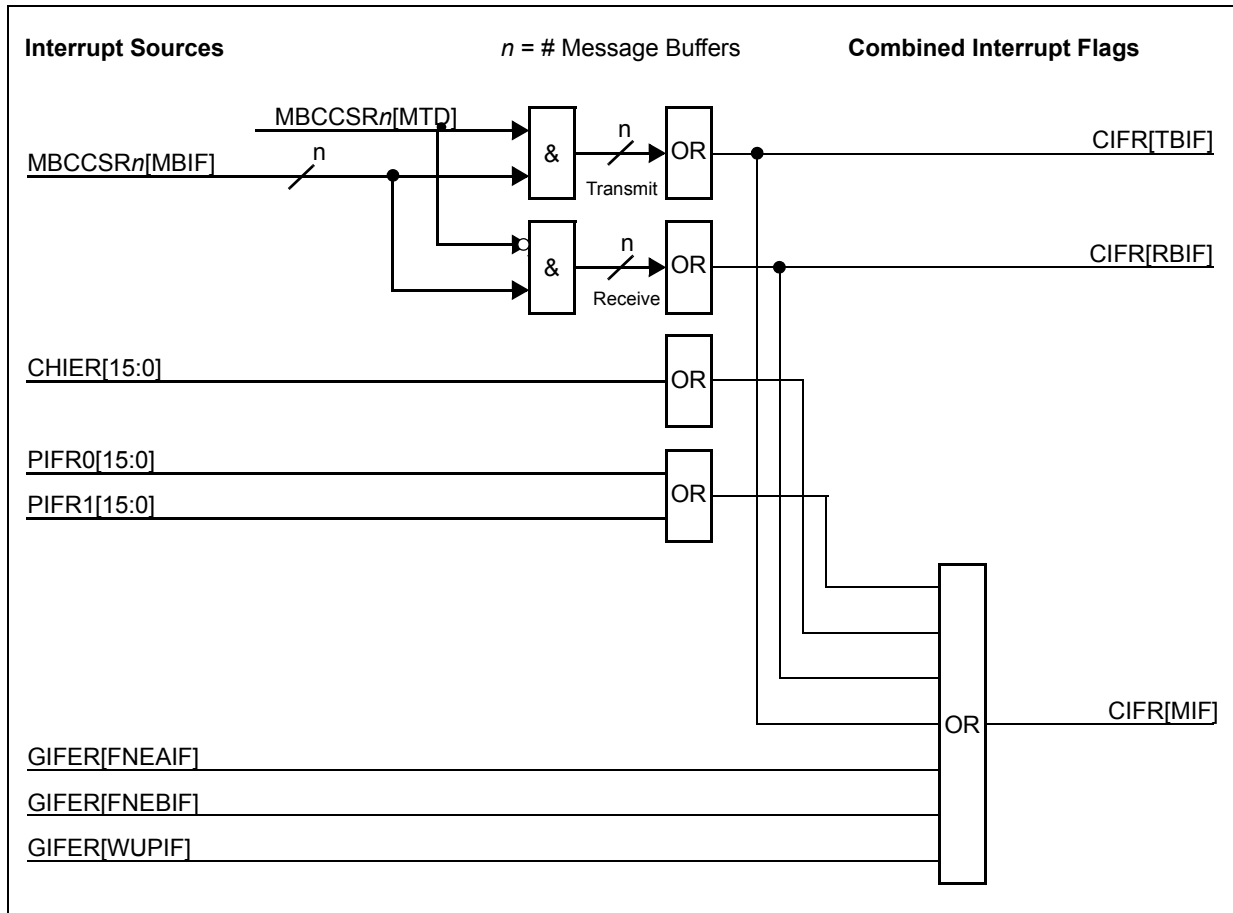 Interrupt Sources n = # Message Buffers Combined Interrupt Flags
MBCCSRn[MTD]
MBCCSRn[MBIF]
n
&
n
Transmit
OR
CIFR[TBIF]
&
n
Receive
OR
CIFR[RBIF]
CHIER[15:0]
OR
PIFR0[15:0]
PIFR1[15:0]
OR
OR
CIFR[MIF]
GIFER[FNEAIF]
GIFER[FNEBIF]
GIFER[WUPIF]